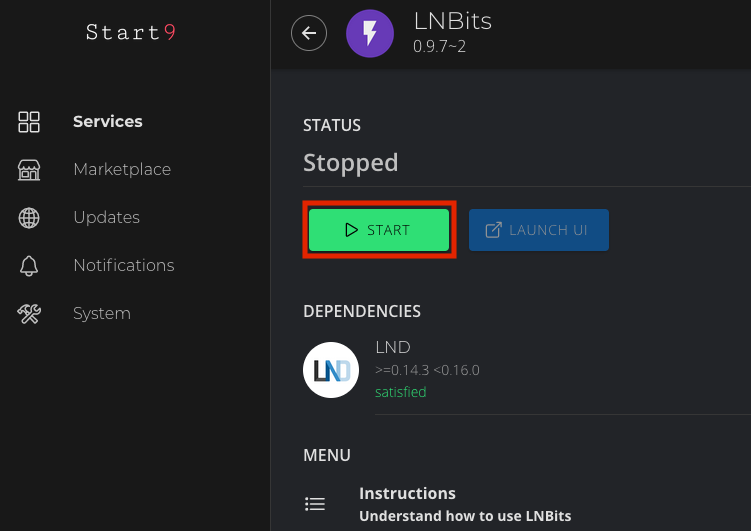 Start9
LNBits
0.9.7~2
Services
Marketplace
Updates
Notifications
System
STATUS
Stopped
START
LAUNCH UI
DEPENDENCIES
LND
LND
>=0.14.3 <0.16.0
satisfied
MENU
Instructions
Understand how to use LNBits